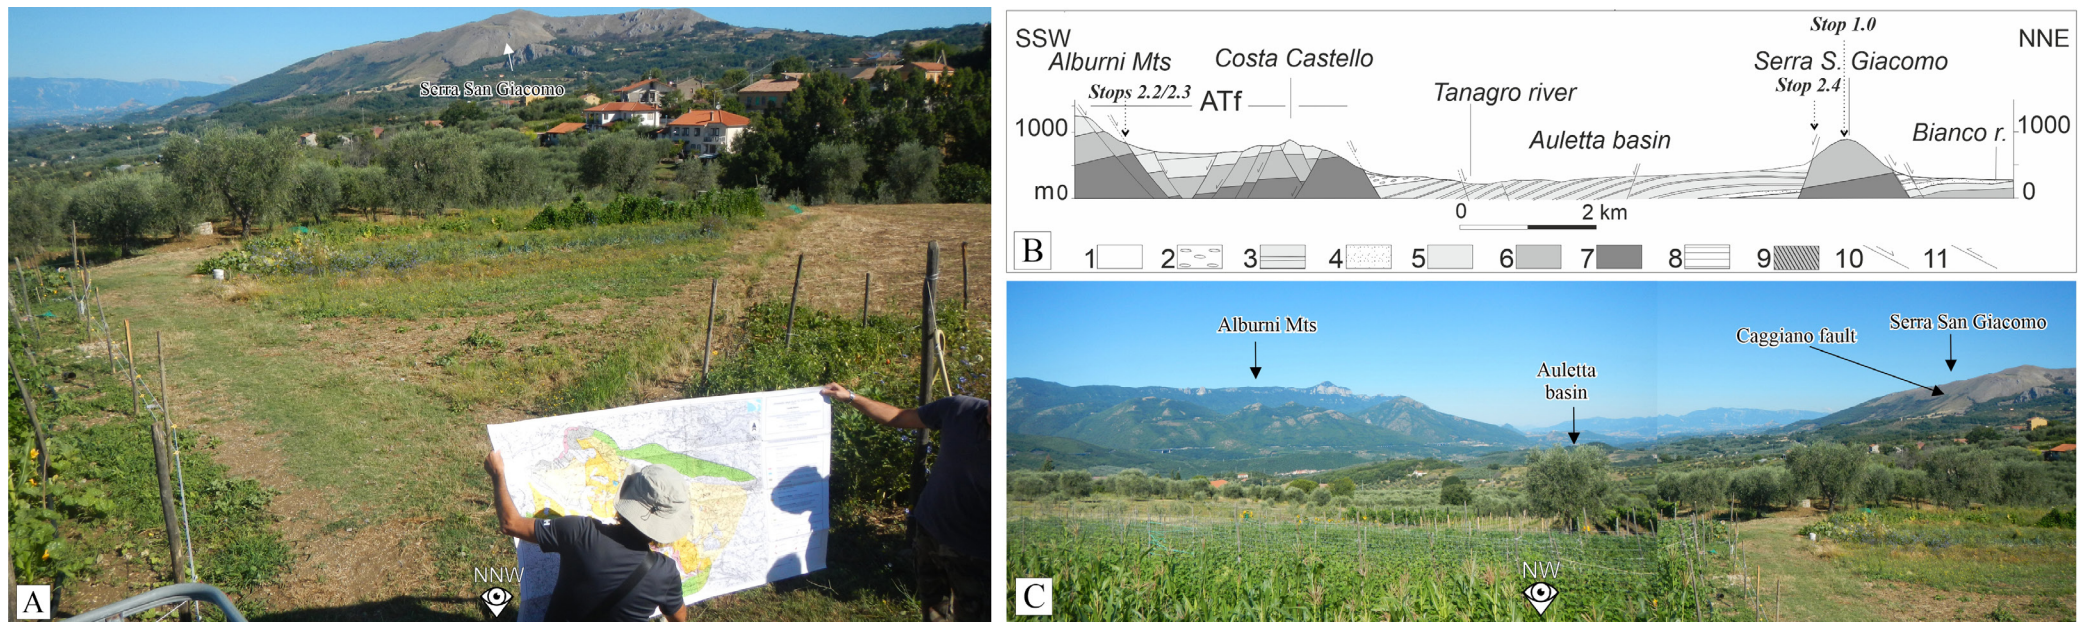 Serra San Giacomo
NNW
A
SSW
Alburni Mts
Stops 2.2/2.3
ATf
Costa Castello
Tanagro river
Auletta basin
Stop 1.0
Serra S. Giacomo
Stop 2.4
Bianco r.
NNE
1000
m0
1000
0
0 2 km
B
1 2 3 4 5 6 7 8 9 10 11
Alburni Mts
Auletta
basin
Caggiano fault
Serra San Giacomo
NW
C